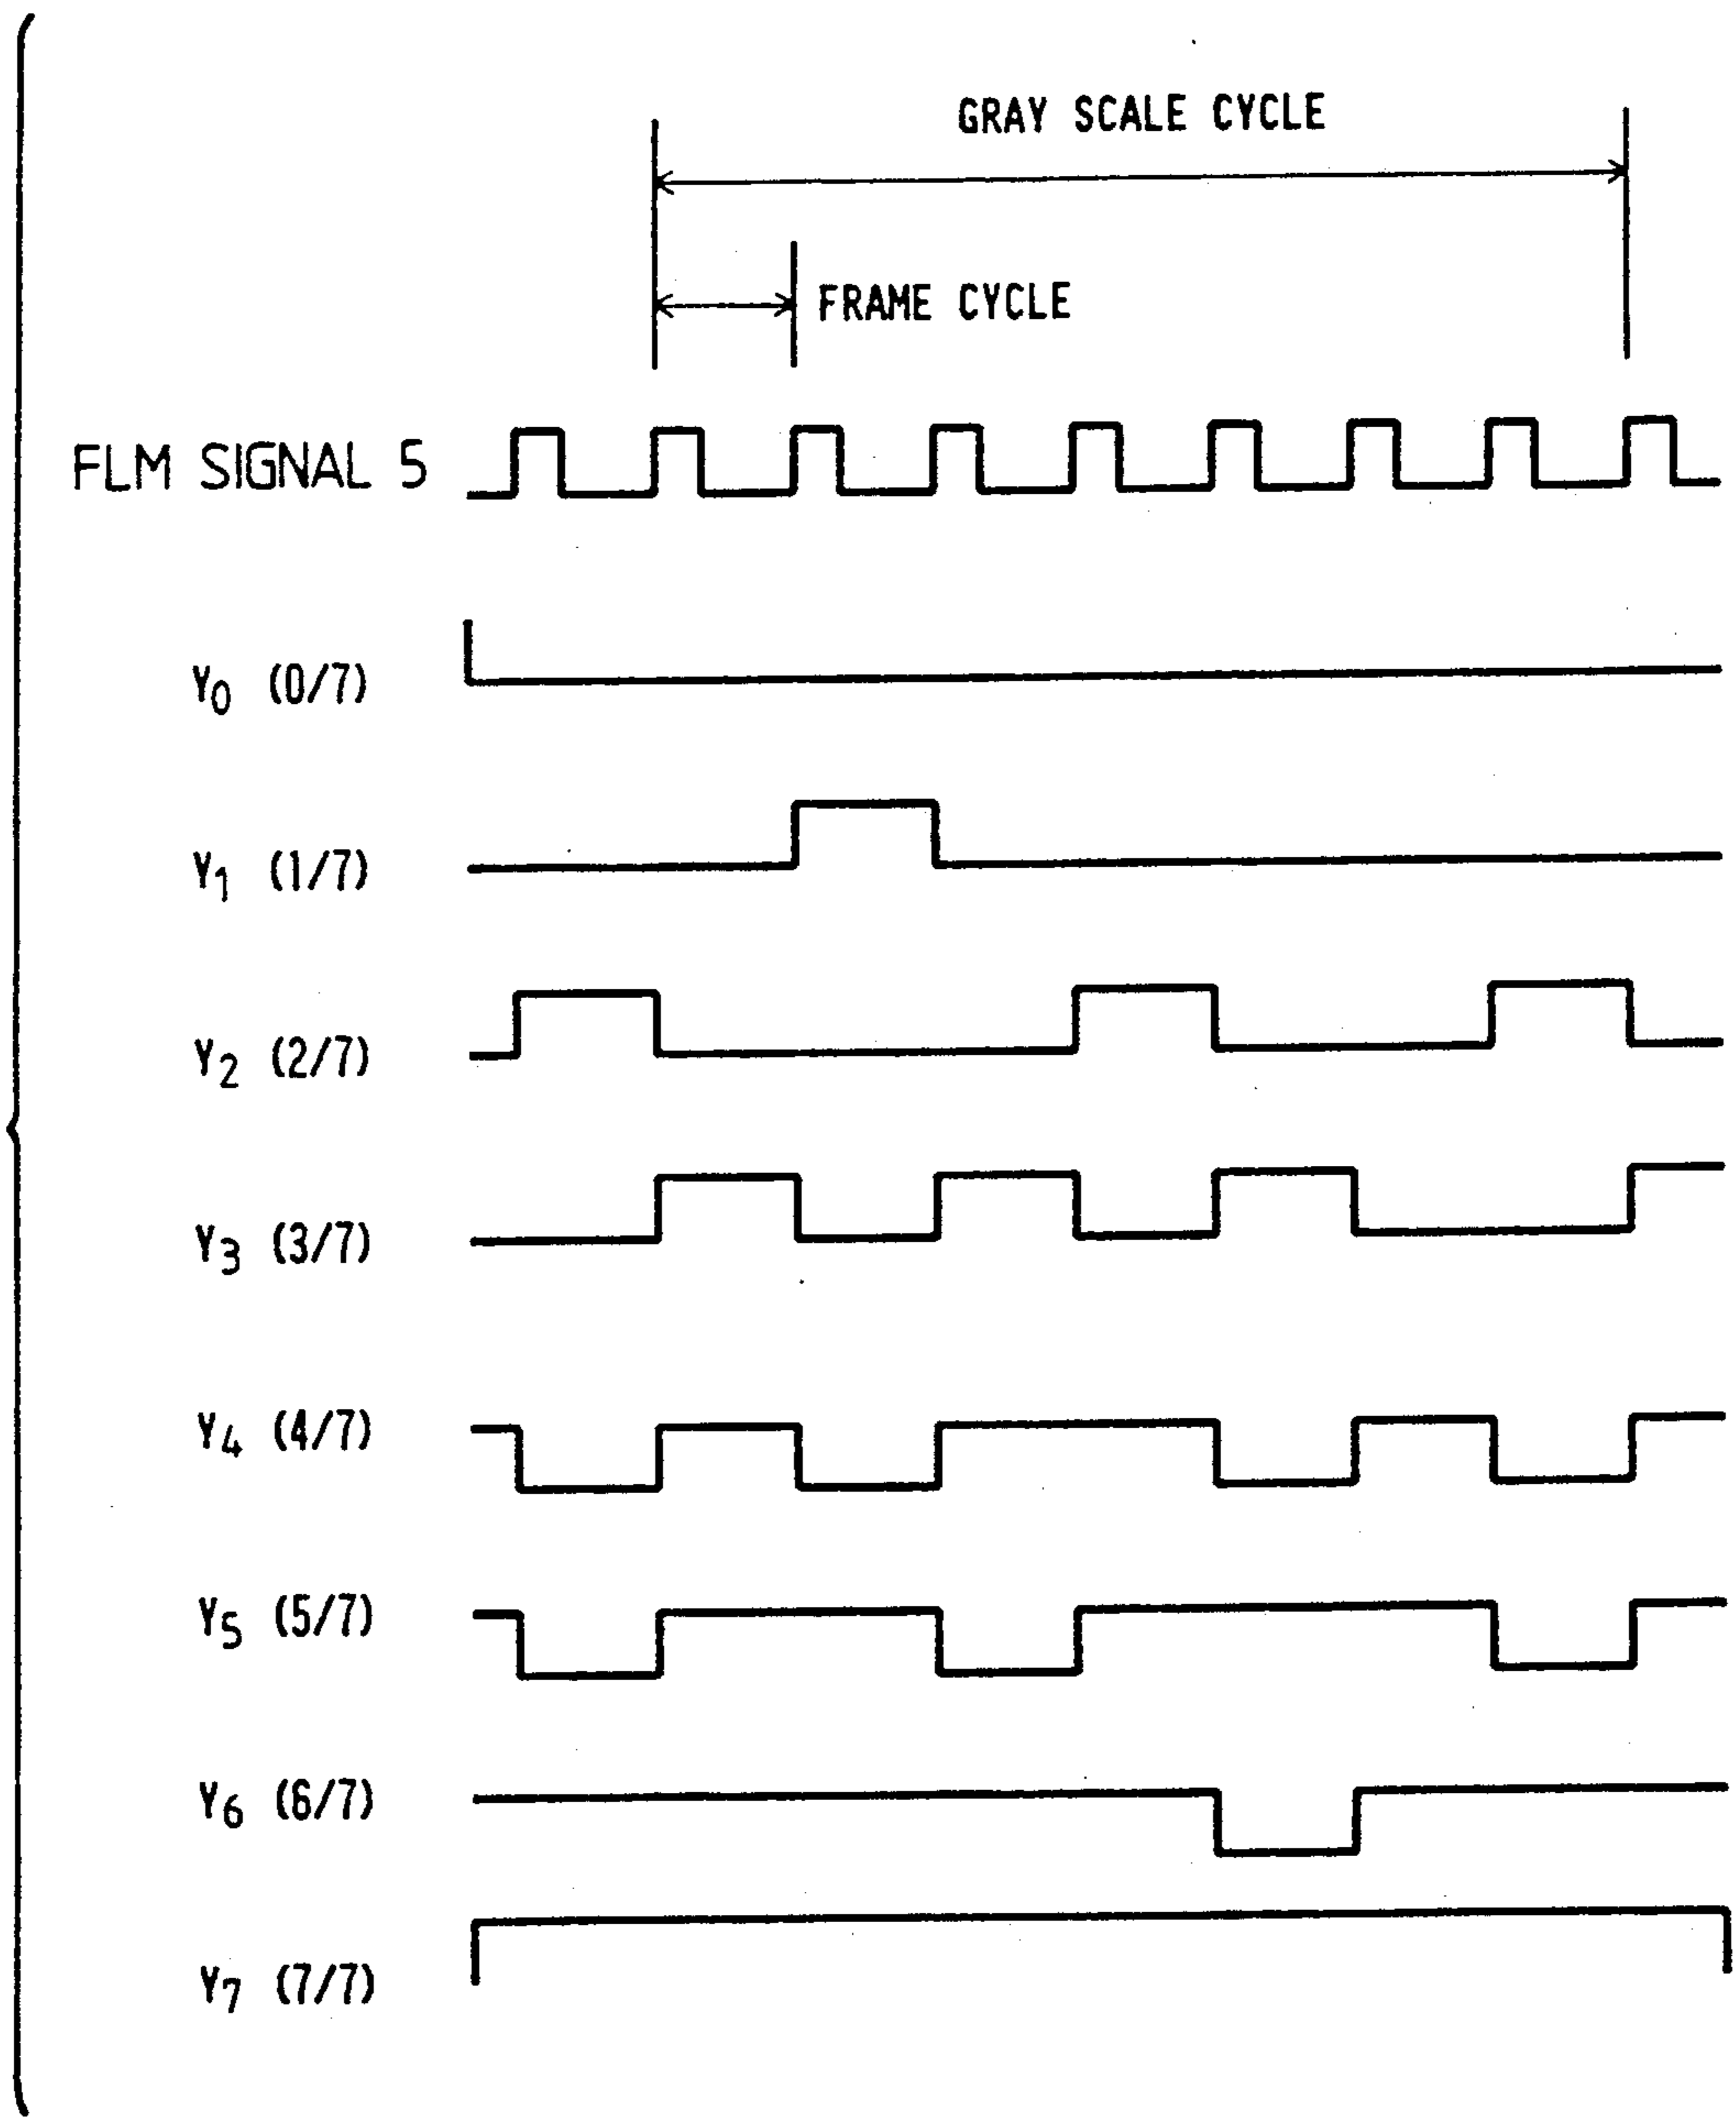 GRAY SCALE CYCLE
FRAME CYCLE
FLM SIGNAL 5
Y0 (0/7)
Y1 (1/7)
Y2 (2/7)
Y3 (3/7)
Y4 (4/7)
Y5 (5/7)
Y6 (6/7)
Y7 (7/7)